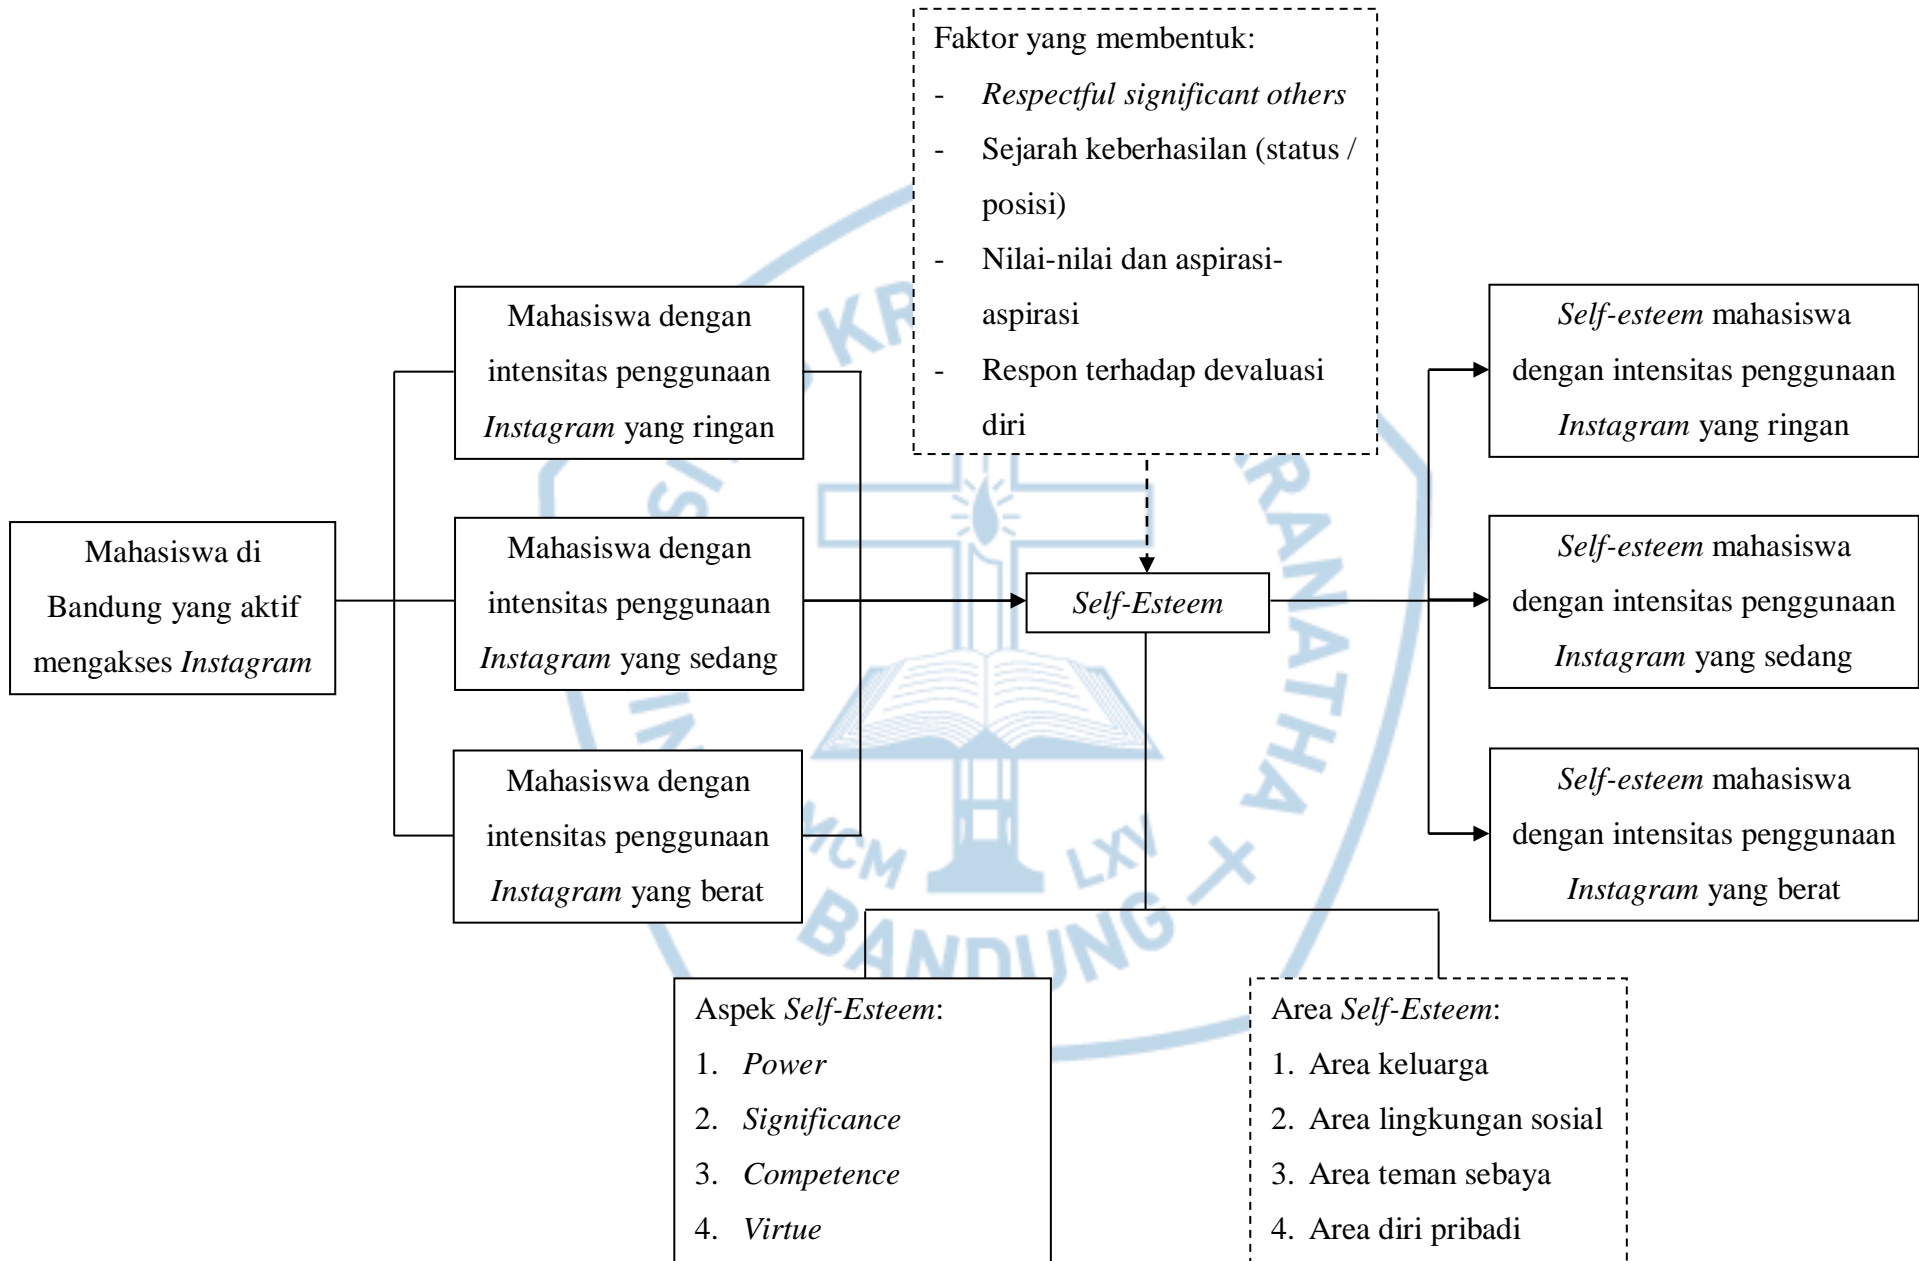 Faktor yang membentuk:
- Respectful significant others
- Sejarah keberhasilan (status /
posisi)
- Nilai-nilai dan aspirasi-
aspirasi
- Respon terhadap devaluasi
diri
Mahasiswa di
Bandung yang aktif
mengakses Instagram
Mahasiswa dengan
intensitas penggunaan
Instagram yang ringan
Mahasiswa dengan
intensitas penggunaan
Instagram yang sedang
Mahasiswa dengan
intensitas penggunaan
Instagram yang berat
Self-Esteem
Self-esteem mahasiswa
dengan intensitas penggunaan
Instagram yang ringan
Self-esteem mahasiswa
dengan intensitas penggunaan
Instagram yang sedang
Self-esteem mahasiswa
dengan intensitas penggunaan
Instagram yang berat
Aspek Self-Esteem:
1. Power
2. Significance
3. Competence
4. Virtue
Area Self-Esteem:
1. Area keluarga
2. Area lingkungan sosial
3. Area teman sebaya
4. Area diri pribadi
MCM LXV
BANDUNG